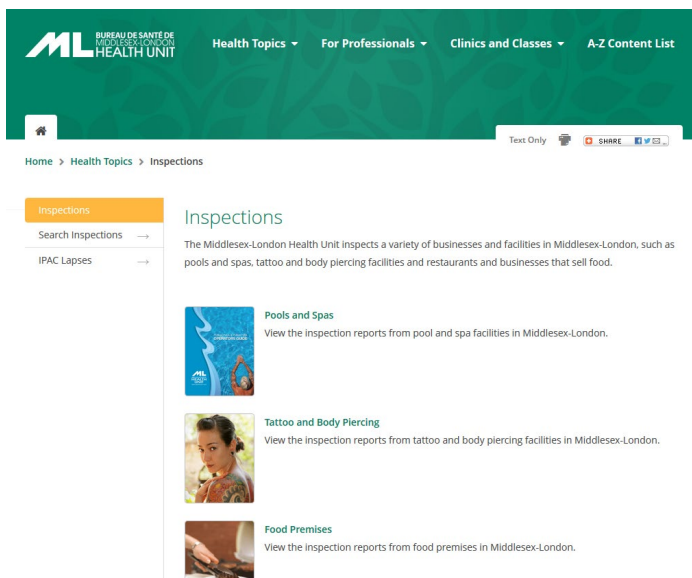 BUREAU DE SANTÉ DE
MIDDLESEX-LONDON
HEALTH UNIT
ML
Health Topics
For Professionals
Clinics and Classes
A-Z Content List
Text Only
SHARE
Home > Health Topics > Inspections
Inspections
Search Inspections →
IPAC Lapses →
Inspections
The Middlesex-London Health Unit inspects a variety of businesses and facilities in Middlesex-London, such as
pools and spas, tattoo and body piercing facilities and restaurants and businesses that sell food.
Pools and Spas
View the inspection reports from pool and spa facilities in Middlesex-London.
Tattoo and Body Piercing
View the inspection reports from tattoo and body piercing facilities in Middlesex-London.
Food Premises
View the inspection reports from food premises in Middlesex-London.